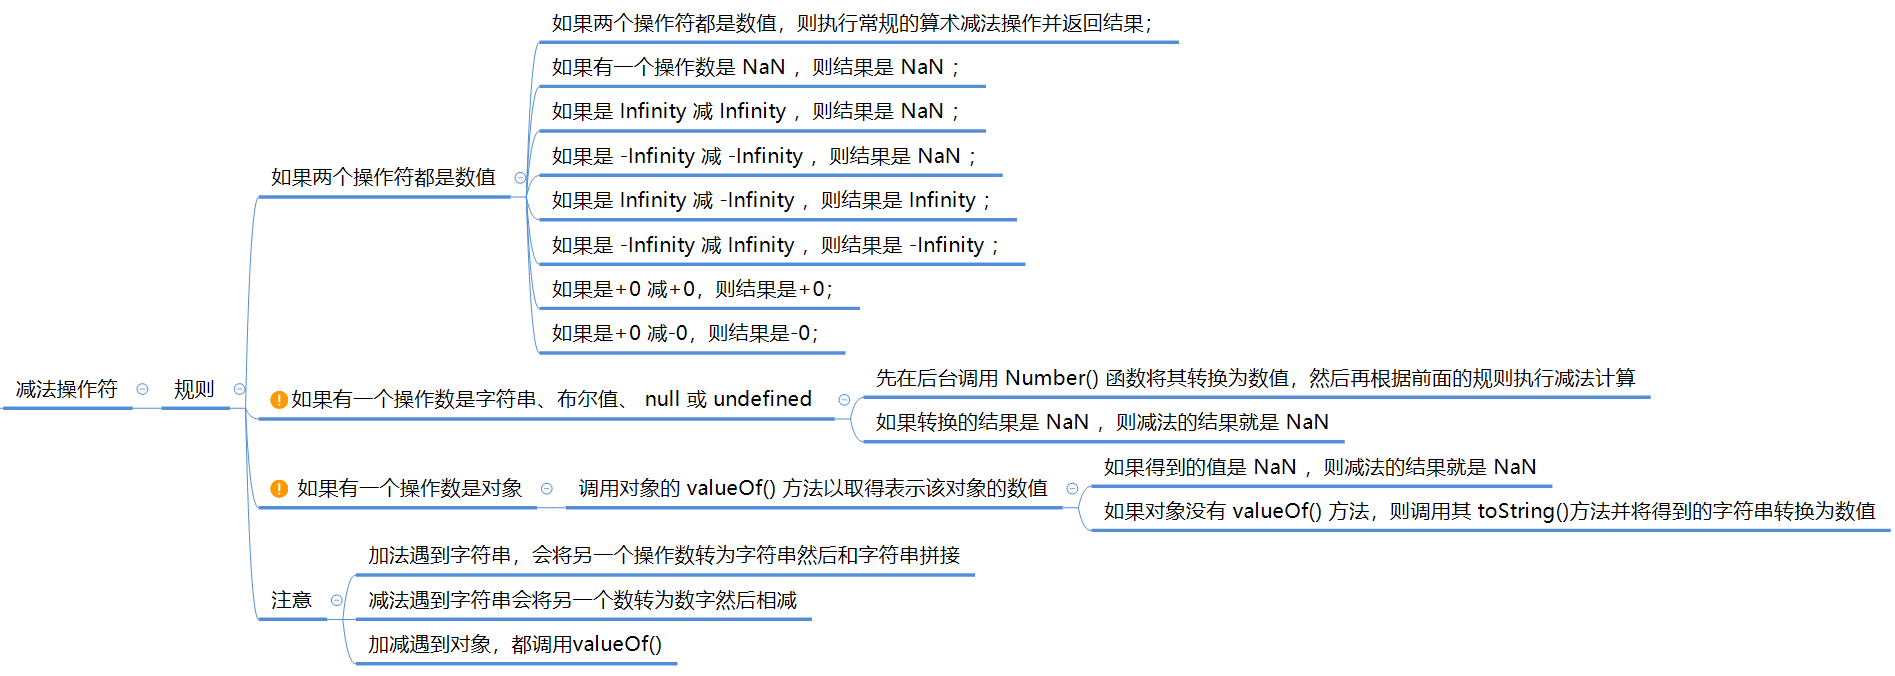 减法操作符
规则
如果两个操作符都是数值
如果两个操作符都是数值，则执行常规的算术减法操作并返回结果；
如果有一个操作数是 NaN ，则结果是 NaN ；
如果是 Infinity 减 Infinity ，则结果是 NaN ；
如果是 -Infinity 减 -Infinity ，则结果是 NaN ；
如果是 Infinity 减 -Infinity ，则结果是 Infinity ；
如果是 -Infinity 减 Infinity ，则结果是 -Infinity ；
如果是+0 减+0，则结果是+0；
如果是+0 减-0，则结果是-0；
如果有一个操作数是字符串、布尔值、 null 或 undefined
先在后台调用 Number() 函数将其转换为数值，然后再根据前面的规则执行减法计算
如果转换的结果是 NaN ，则减法的结果就是 NaN
如果有一个操作数是对象
调用对象的 valueOf() 方法以取得表示该对象的数值
如果得到的值是 NaN ，则减法的结果就是 NaN
如果对象没有 valueOf() 方法，则调用其 toString()方法并将得到的字符串转换为数值
注意
加法遇到字符串，会将另一个操作数转为字符串然后和字符串拼接
减法遇到字符串会将另一个数转为数字然后相减
加减遇到对象，都调用valueOf()